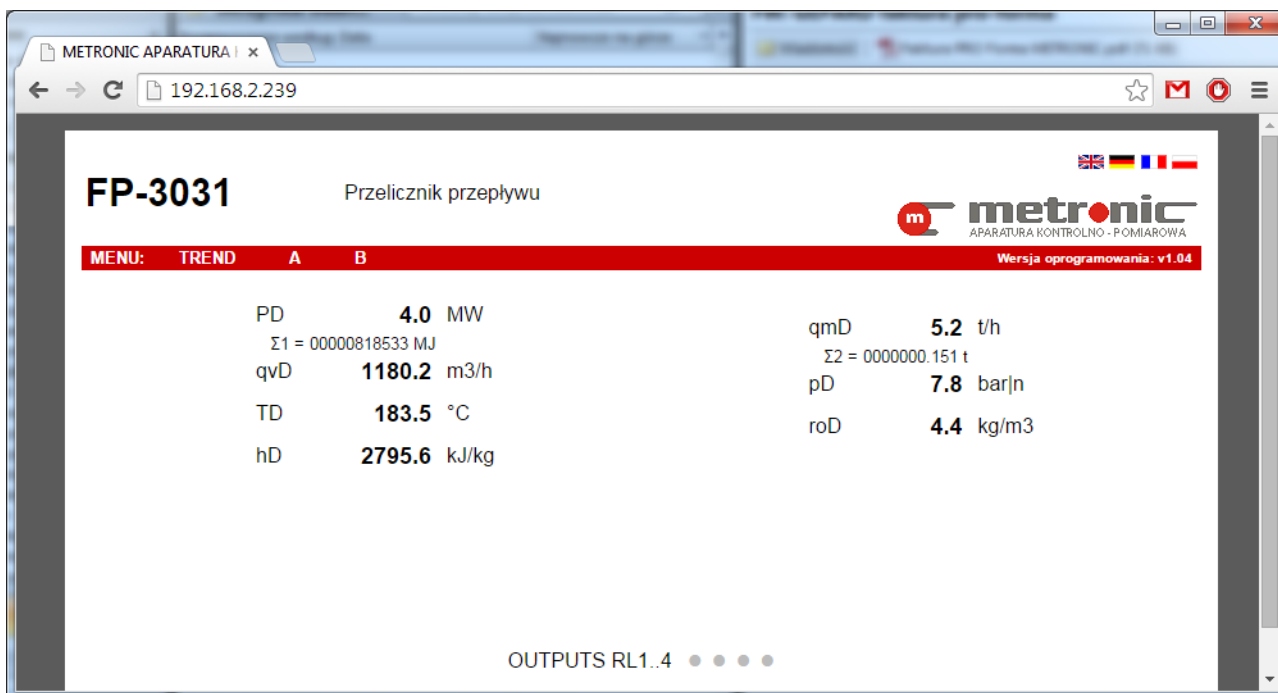 METRONIC APARATURA
192.168.2.239
FP-3031
Przelicznik przepływu
m metronic
APARATURA KONTROLNO - POMIAROWA
MENU: TREND A B
Wersja oprogramowania: v1.04
PD 4.0 MW
Σ1 = 00000818533 MJ
qvD 1180.2 m3/h
TD 183.5 °C
hD 2795.6 kJ/kg
qmD 5.2 t/h
Σ2 = 0000000.151 t
pD 7.8 bar|n
roD 4.4 kg/m3
OUTPUTS RL1..4